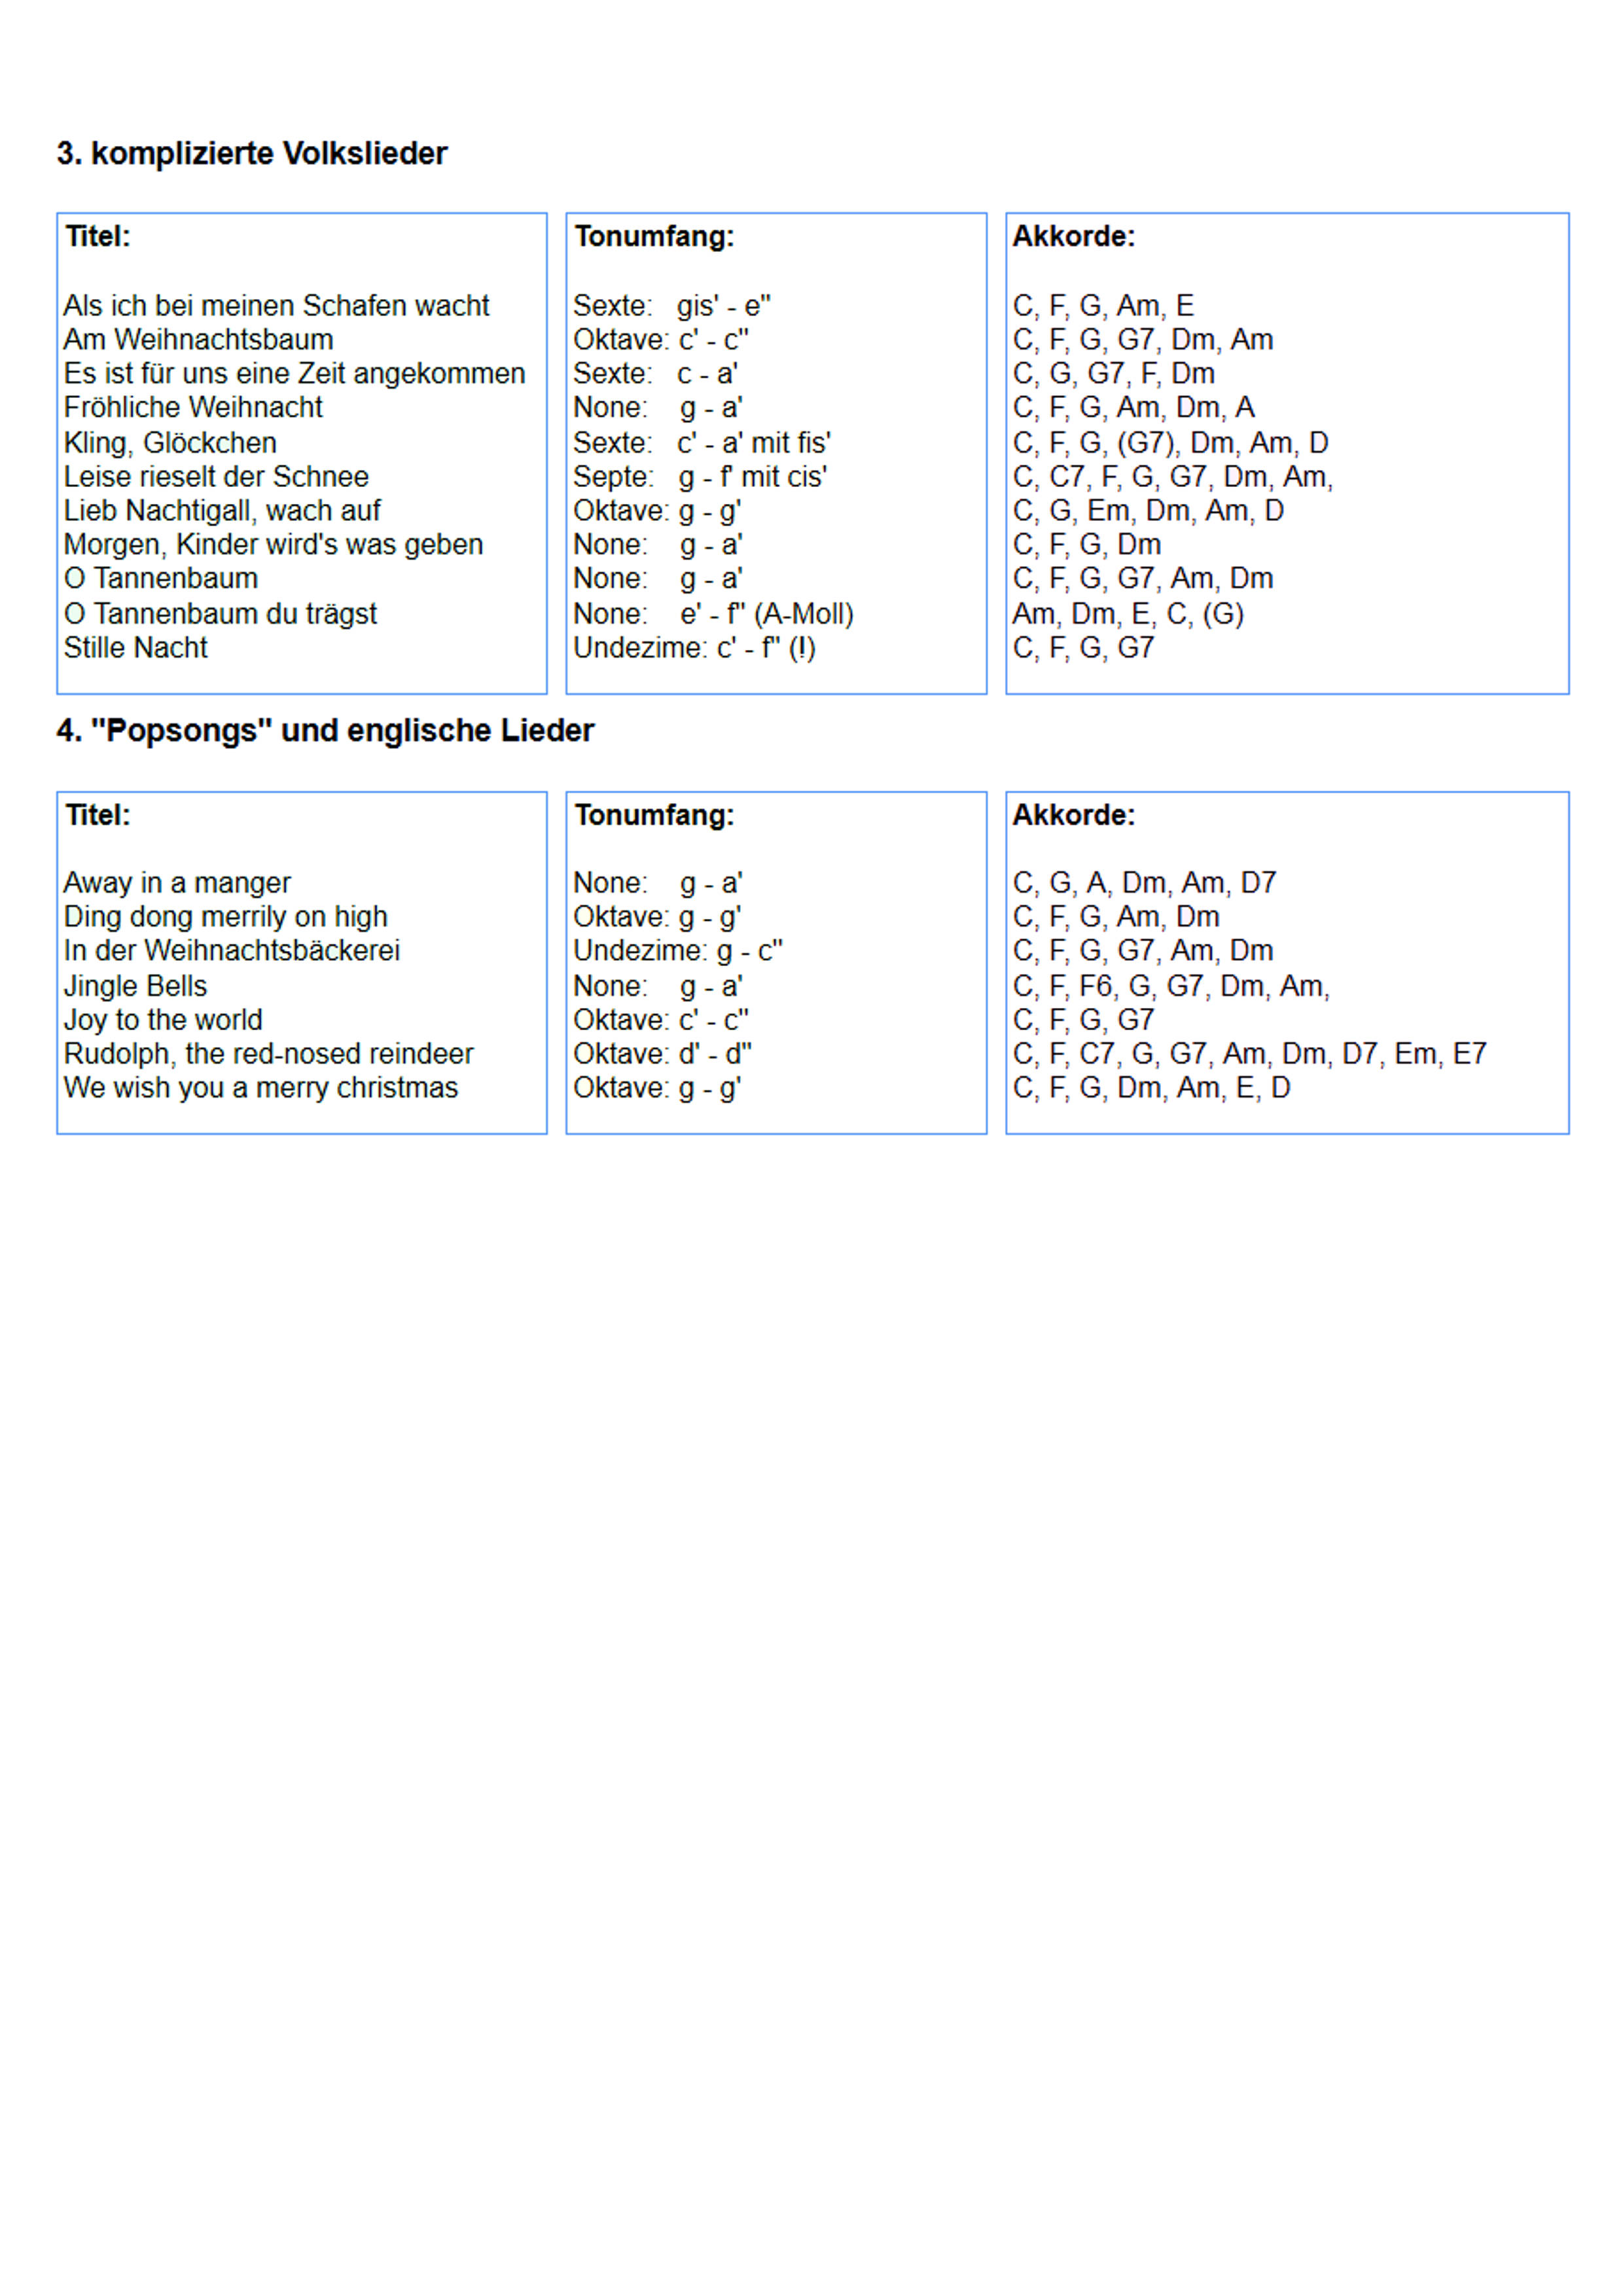 3. komplizierte Volkslieder
Titel: Tonumfang: Akkorde:
Als ich bei meinen Schafen wacht Sexte: gis' - e" C, F, G, Am, E
Am Weihnachtsbaum Oktave: c' - c" C, F, G, G7, Dm, Am
Es ist für uns eine Zeit angekommen Sexte: c - a' C, G, G7, F, Dm
Fröhliche Weihnacht None: g - a' C, F, G, Am, Dm, A
Kling, Glöckchen Sexte: c' - a' mit fis' C, F, G, (G7), Dm, Am, D
Leise rieselt der Schnee Septe: g - f' mit cis' C, C7, F, G, G7, Dm, Am,
Lieb Nachtigall, wach auf Oktave: g - g' C, G, Em, Dm, Am, D
Morgen, Kinder wird's was geben None: g - a' C, F, G, Dm
O Tannenbaum None: g - a' C, F, G, G7, Am, Dm
O Tannenbaum du trägst None: e' - f" (A-Moll) Am, Dm, E, C, (G)
Stille Nacht Undezime: c' - f" (!) C, F, G, G7
4. "Popsongs" und englische Lieder
Titel: Tonumfang: Akkorde:
Away in a manger None: g - a' C, G, A, Dm, Am, D7
Ding dong merrily on high Oktave: g - g' C, F, G, Am, Dm
In der Weihnachtsbäckerei Undezime: g - c" C, F, G, G7, Am, Dm
Jingle Bells None: g - a' C, F, F6, G, G7, Dm, Am,
Joy to the world Oktave: c' - c" C, F, G, G7
Rudolph, the red-nosed reindeer Oktave: d' - d" C, F, C7, G, G7, Am, Dm, D7, Em, E7
We wish you a merry christmas Oktave: g - g' C, F, G, Dm, Am, E, D